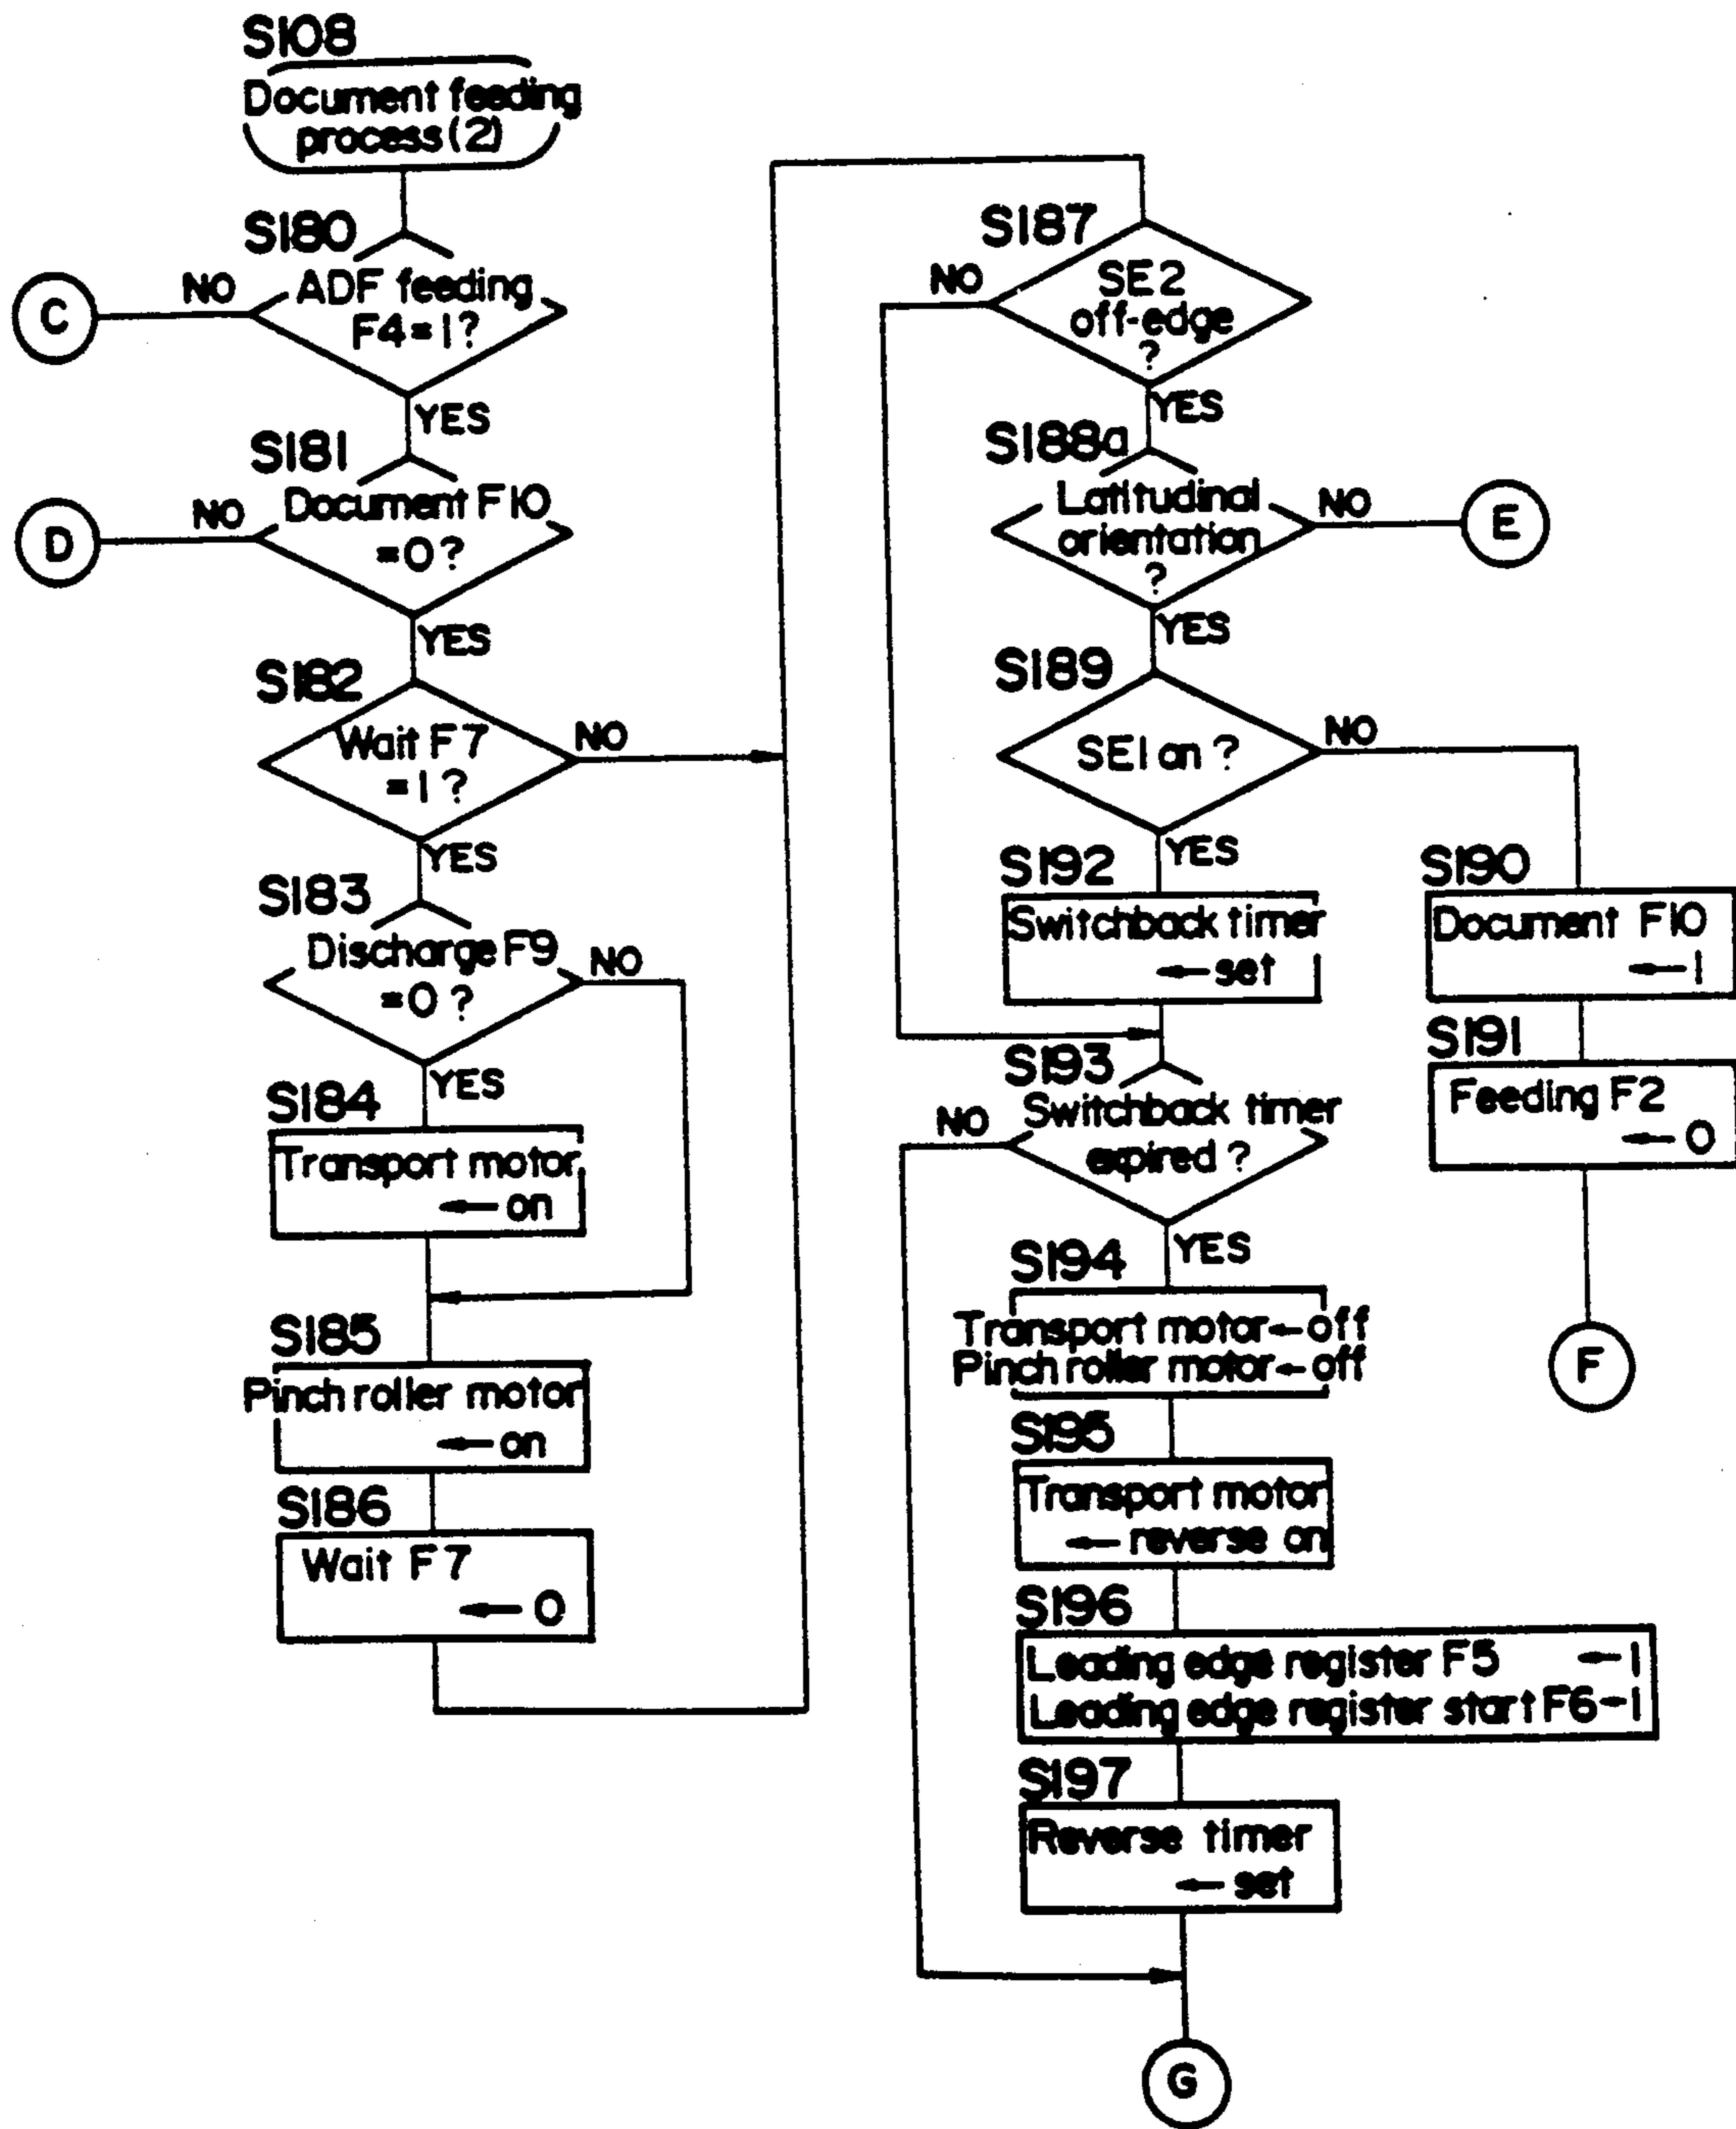 S108
Document feeding
process(2)
S180
NO
ADF feeding
F4=1?
C
YES
S181
NO
Document F10
=0?
D
YES
S182
Wait F7
=1?
NO
YES
S183
Discharge F9
=0?
NO
YES
S184
Transport motor
←on
S185
Pinch roller motor
←on
S186
Wait F7
←0
S187
NO
SE2
off-edge
?
YES
S188a
Latitudinal
orientation
?
NO
E
YES
S189
SE1 on?
NO
YES
S192
Switchback timer
←set
S190
Document F10
←1
S191
Feeding F2
←0
F
S193
NO
Switchback timer
expired?
YES
S194
Transport motor←off
Pinch roller motor←off
S195
Transport motor
←reverse on
S196
Leading edge register F5 ←1
Leading edge register start F6-1
S197
Reverse timer
←set
G